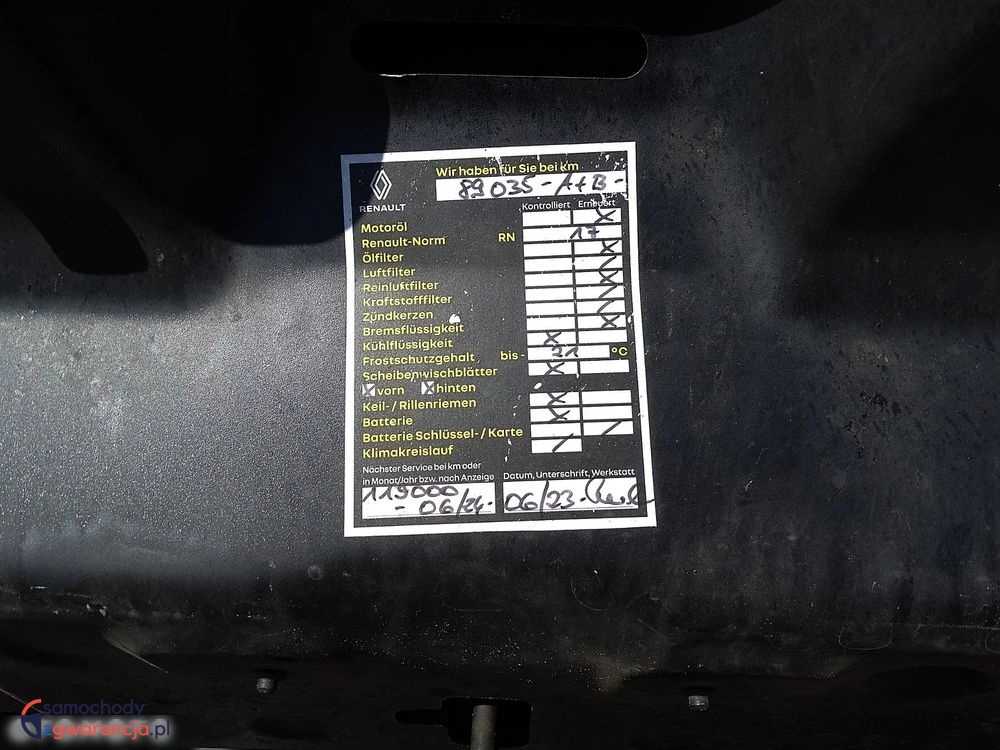 Wir haben für Sie bei km
89035 - A+B -
RENAULT
Kontrolliert Erneuert
Motoröl X
Renault-Norm RN 17
Ölfilter X
Luftfilter
Reinluftfilter X
Kraftstofffilter
Zündkerzen
Bremsflüssigkeit X
Kühlflüssigkeit X
Frostschutzgehalt bis - 21 °C
Scheibenwischblätter X
X vorn X hinten
Keil- / Rillenriemen X
Batterie X
Batterie Schlüssel- / Karte
Klimakreislauf
Nächster Service bei km oder
in Monat/Jahr bzw. nach Anzeige
119000
- 06/24 -
Datum, Unterschrift, Werkstatt
06/23 -
samochody
zgwarancja.pl